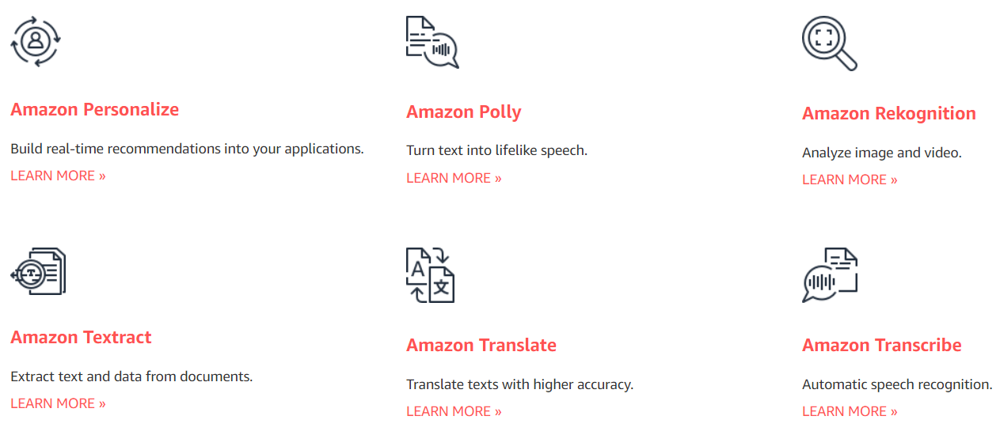 Amazon Personalize
Build real-time recommendations into your applications.
LEARN MORE »
Amazon Polly
Turn text into lifelike speech.
LEARN MORE »
Amazon Rekognition
Analyze image and video.
LEARN MORE »
T
Amazon Textract
Extract text and data from documents.
LEARN MORE »
A
文
Amazon Translate
Translate texts with higher accuracy.
LEARN MORE »
Amazon Transcribe
Automatic speech recognition.
LEARN MORE »